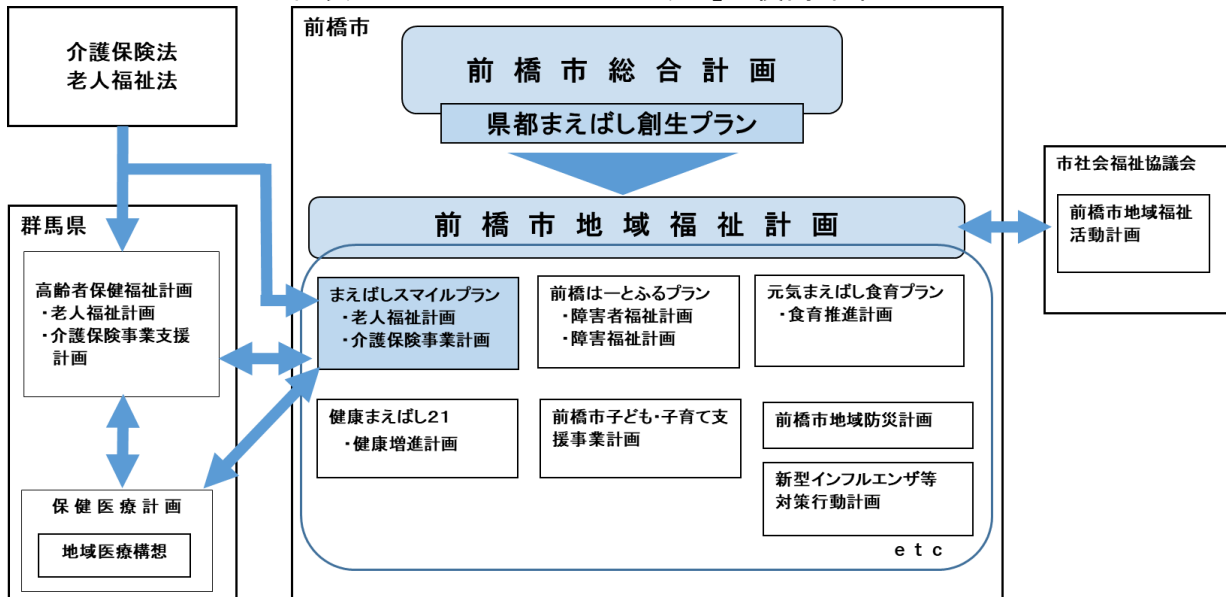 介護保険法
老人福祉法
群馬県
高齢者保健福祉計画
・老人福祉計画
・介護保険事業支援
計画
保健医療計画
地域医療構想
前橋市
前橋市総合計画
県都まえばし創生プラン
前橋市地域福祉計画
まえばしスマイルプラン
・老人福祉計画
・介護保険事業計画
前橋はーとふるプラン
・障害者福祉計画
・障害福祉計画
元気まえばし食育プラン
・食育推進計画
健康まえばし21
・健康増進計画
前橋市子ども・子育て支
援事業計画
前橋市地域防災計画
新型インフルエンザ等
対策行動計画
etc
市社会福祉協議会
前橋市地域福祉
活動計画